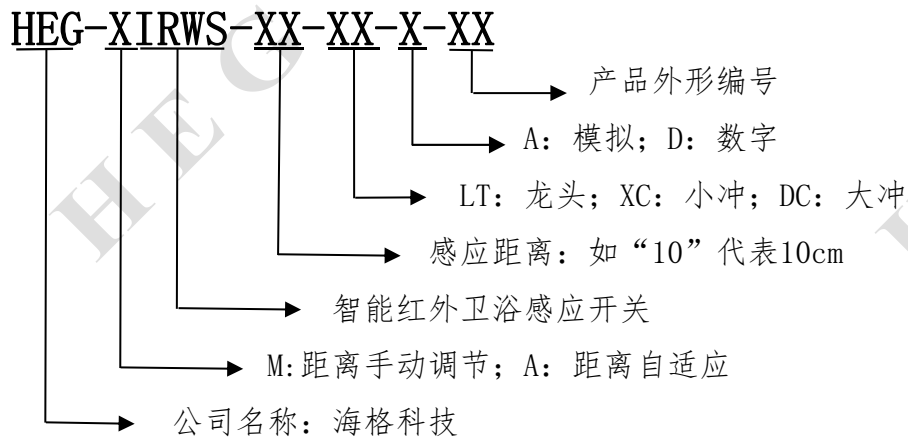 HEG-XIRWS-XX-XX-X-XX
产品外形编号
A：模拟；D：数字
LT：龙头；XC：小冲；DC：大冲
感应距离：如“10”代表10cm
智能红外卫浴感应开关
M:距离手动调节；A：距离自适应
公司名称：海格科技
HEG